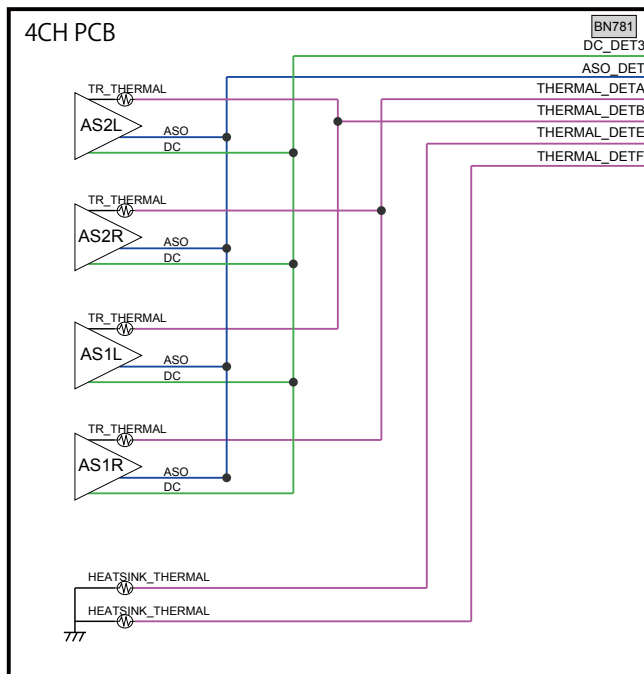 4CH PCB
BN781
DC_DET3
ASO_DET
THERMAL_DETA
THERMAL_DETB
THERMAL_DETE
THERMAL_DETF
TR_THERMAL
AS2L
ASO
DC
TR_THERMAL
AS2R
ASO
DC
TR_THERMAL
AS1L
ASO
DC
TR_THERMAL
AS1R
ASO
DC
HEATSINK_THERMAL
HEATSINK_THERMAL